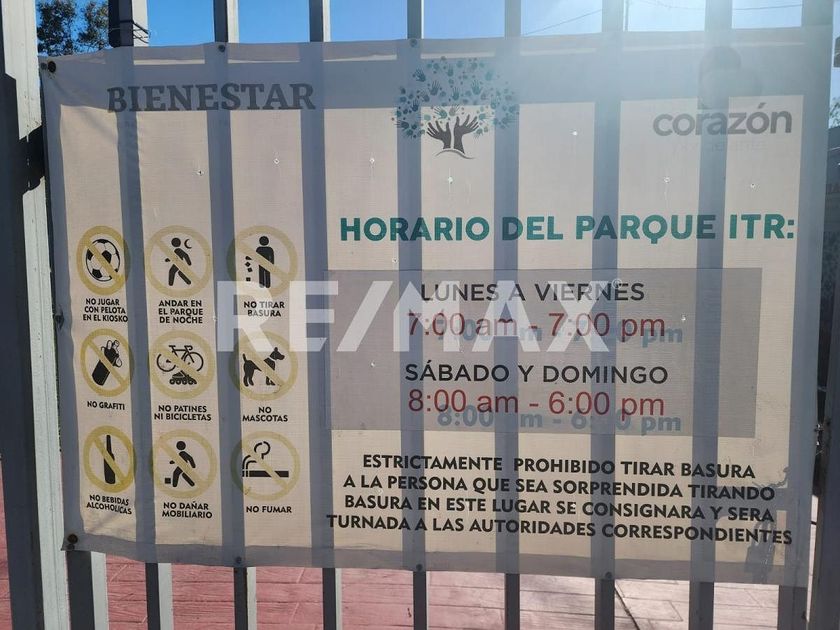 BIENESTAR
corazón
HORARIO DEL PARQUE ITR:
LUNES A VIERNES
7:00 am - 7:00 pm
SÁBADO Y DOMINGO
8:00 am - 6:00 pm
ESTRICTAMENTE PROHIBIDO TIRAR BASURA
A LA PERSONA QUE SEA SORPRENDIDA TIRANDO
BASURA EN ESTE LUGAR SE CONSIGNARA Y SERA
TURNADA A LAS AUTORIDADES CORRESPONDIENTES
NO JUGAR
CON PELOTA
EN EL KIOSKO
ANDAR EN
EL PARQUE
DE NOCHE
NO TIRAR
BASURA
NO GRAFITI
NO PATINES
NI BICICLETAS
NO
MASCOTAS
NO BEBIDAS
ALCOHOLICAS
NO DAÑAR
MOBILIARIO
NO FUMAR
RE/MAX